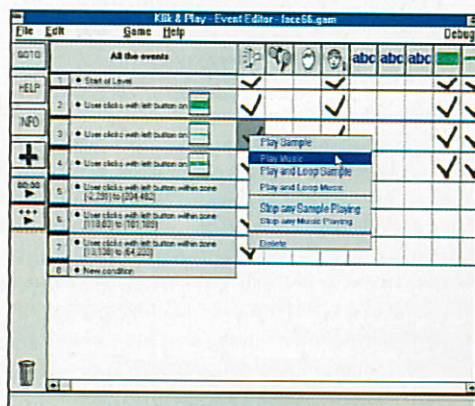 Klik & Play - Event Editor - face66.gam
File Edit Game Help Debug
GOTO
All the events
abc abc abc
1 • Start of Level
HELP
2 • User clicks with left button on
INFO
3 • User clicks with left button on
4 • User clicks with left button on
00:00
5 • User clicks with left button within zone
6 • User clicks with left button within zone
7 • User clicks with left button within zone
8 • New condition
Play Sample
Play Music
Play and Loop Sample
Play and Loop Music
Stop any Sample Playing
Stop any Music Playing
Delete